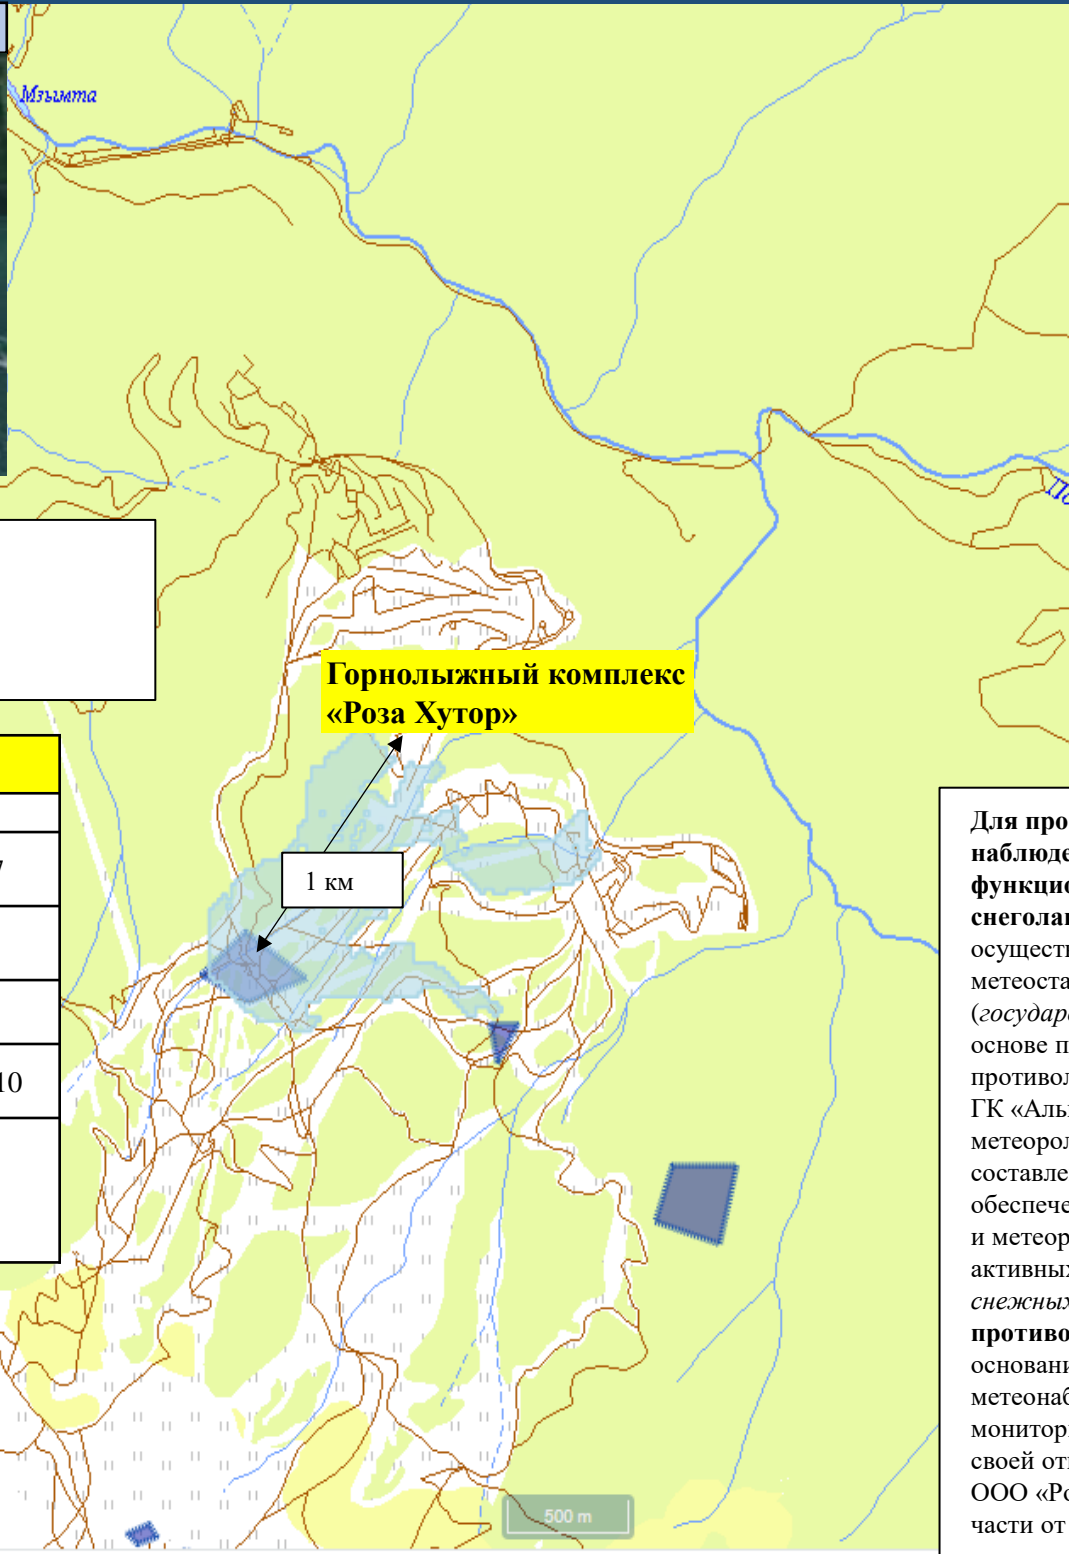 Мзымта
Горнолыжный комплекс
«Роза Хутор»
1 км
10
500 m
Для про
наблюде
функцио
снегола
осуществ
метеоста
(государ
основе п
противол
ГК «Аль
метеорол
составле
обеспече
и метеор
активных
снежных
противо
основани
метеонаб
монитор
своей от
ООО «Ро
части от